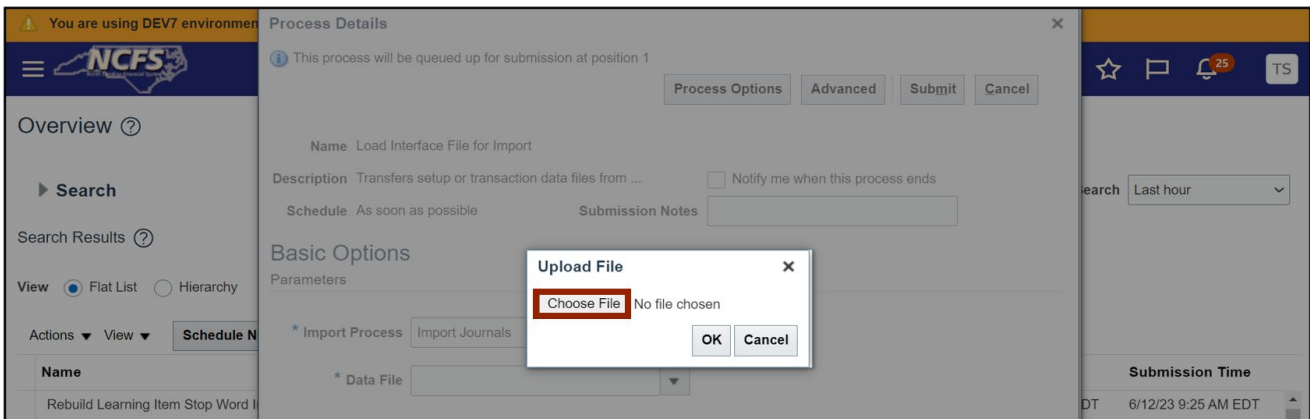 You are using DEV7 environmen
Process Details
This process will be queued up for submission at position 1
NCFS
25
TS
Process Options Advanced Submit Cancel
Overview
Name Load Interface File for Import
Description Transfers setup or transaction data files from ... Notify me when this process ends
Search
earch Last hour
Schedule As soon as possible Submission Notes
Search Results
Basic Options
Upload File
View Flat List Hierarchy
Parameters
Choose File No file chosen
Actions View Schedule N
* Import Process Import Journals
OK Cancel
Name
* Data File
Submission Time
Rebuild Learning Item Stop Word I
DT 6/12/23 9:25 AM EDT